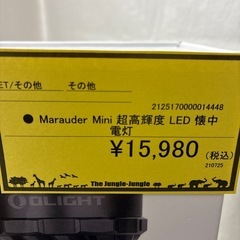 ET/その他
その他
2125170000014448
● Marauder Mini 超高輝度 LED 懐中
電灯
¥15,980 (税込)
210725
The Jungle-Jungle
OLIGHT